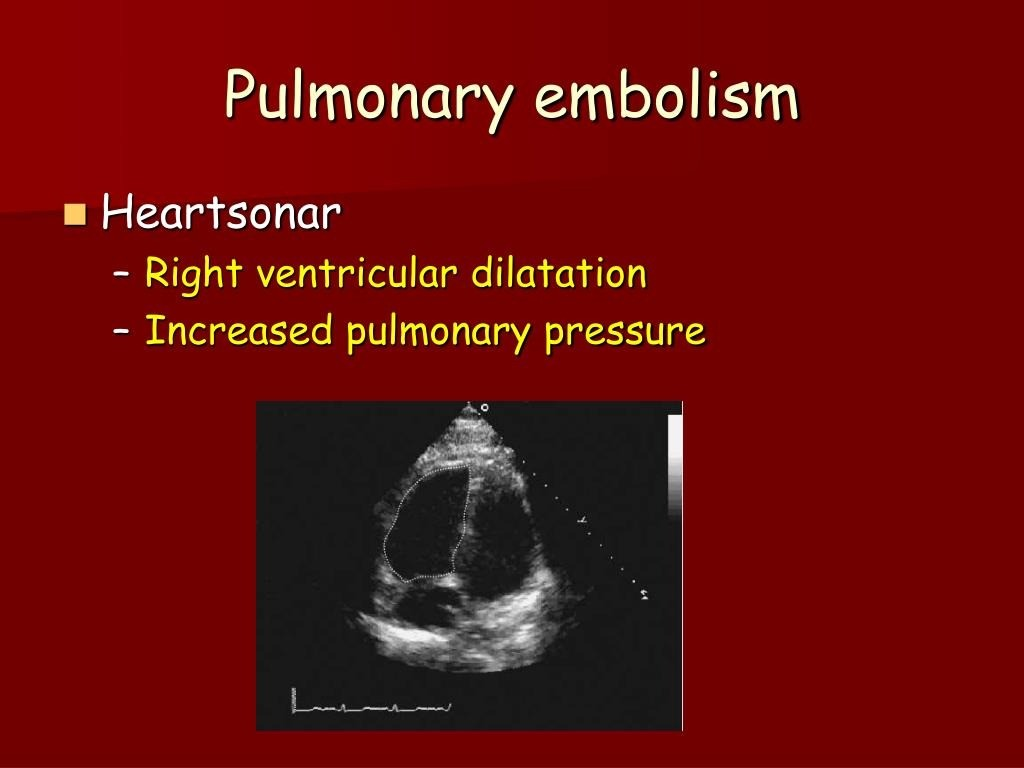 Pulmonary embolism
Heartsonar
– Right ventricular dilatation
– Increased pulmonary pressure